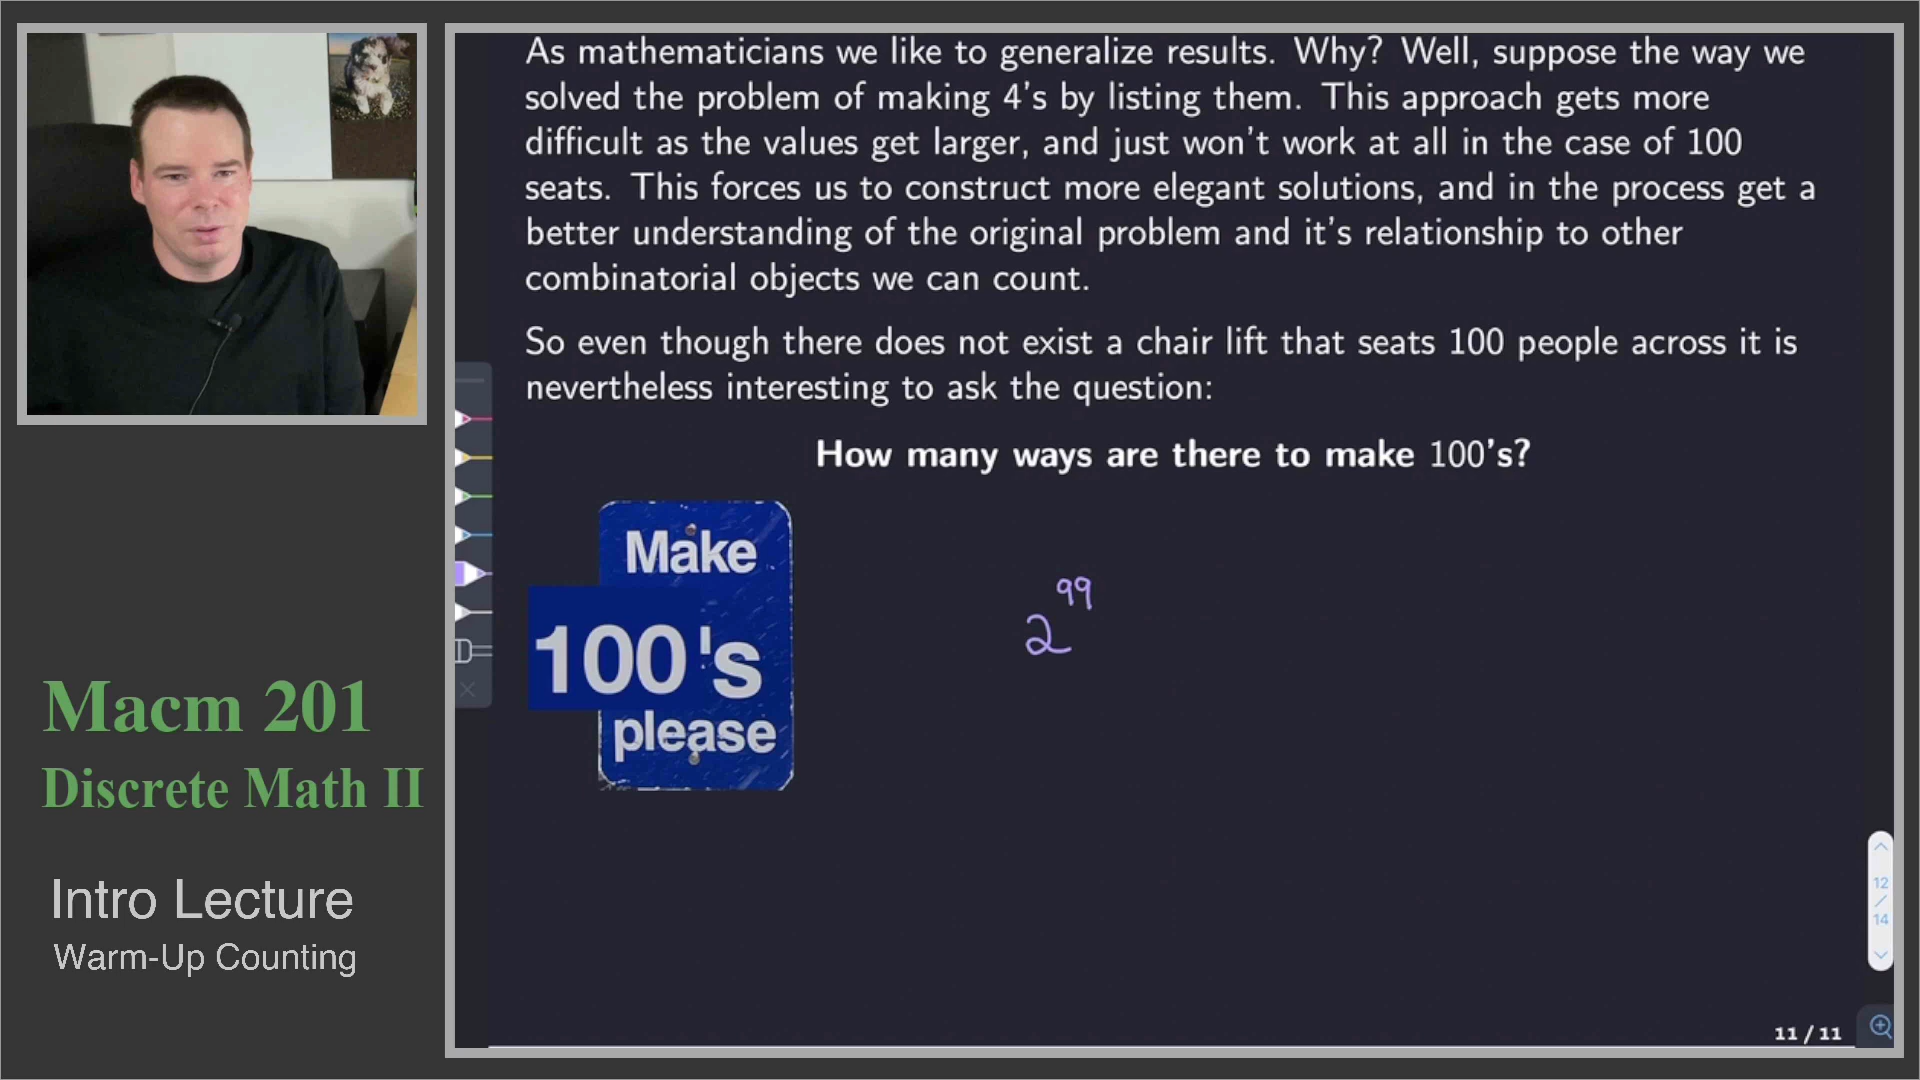 As mathematicians we like to generalize results. Why? Well, suppose the way we
solved the problem of making 4's by listing them. This approach gets more
difficult as the values get larger, and just won't work at all in the case of 100
seats. This forces us to construct more elegant solutions, and in the process get a
better understanding of the original problem and it's relationship to other
combinatorial objects we can count.
So even though there does not exist a chair lift that seats 100 people across it is
nevertheless interesting to ask the question:
How many ways are there to make 100's?
Make
100's
please
2^99
Macm 201
Discrete Math II
Intro Lecture
Warm-Up Counting
12
/
14
11 / 11